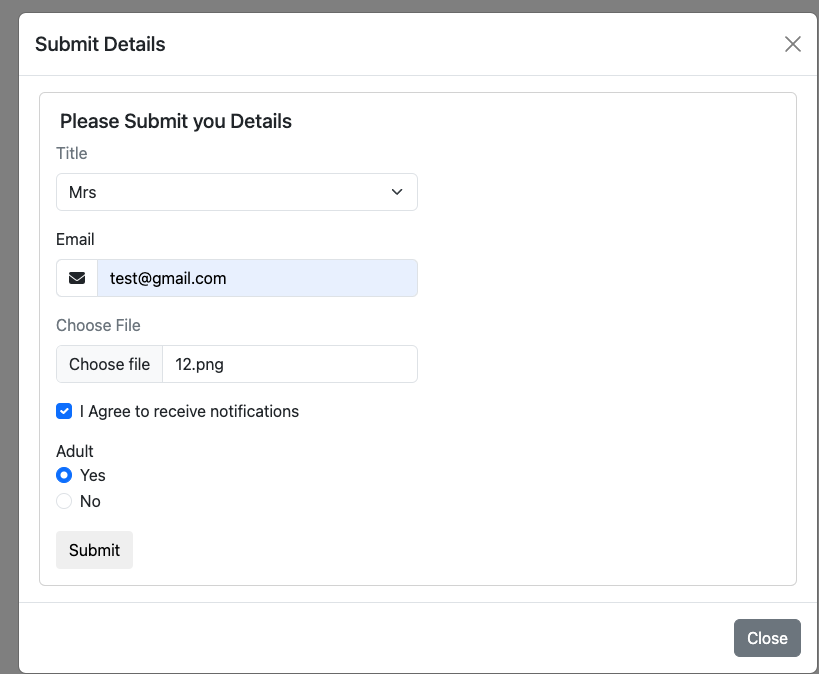 Submit Details
Please Submit you Details
Title
Mrs
Email
test@gmail.com
Choose File
Choose file 12.png
I Agree to receive notifications
Adult
Yes
No
Submit
Close